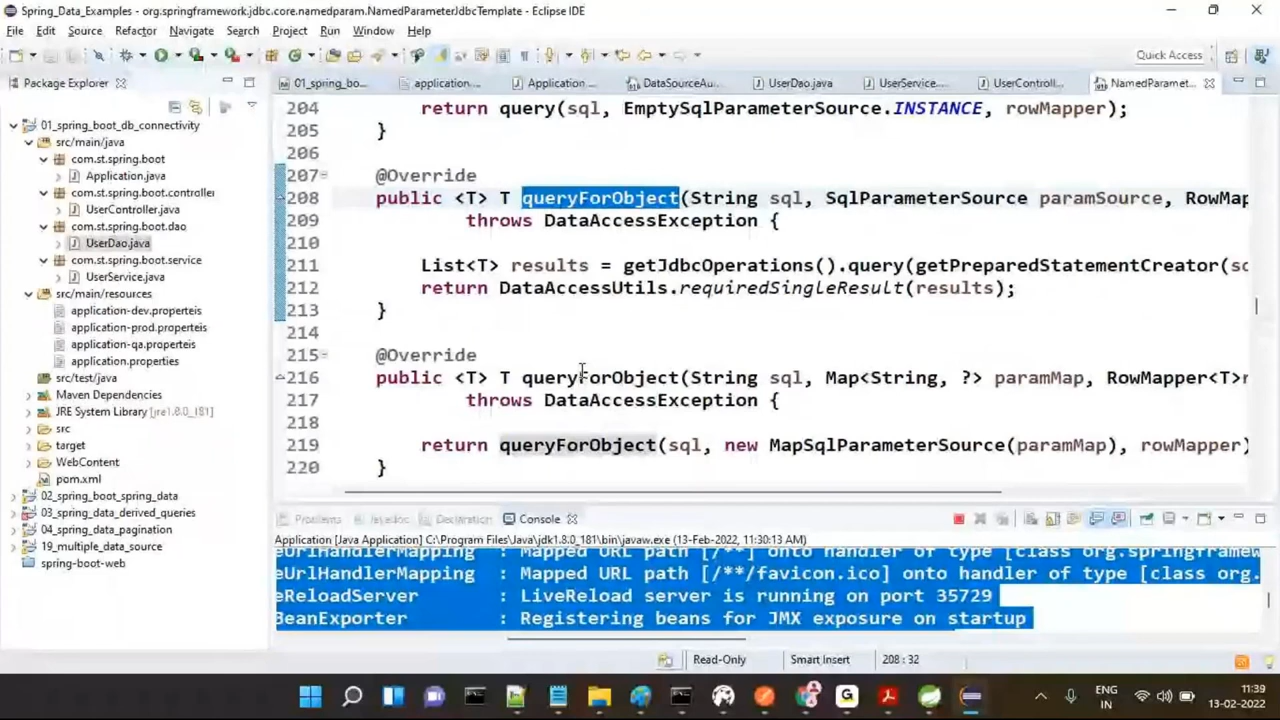 Spring_Data_Examples - org.springframework.jdbc.core.namedparam.NamedParameterJdbcTemplate - Eclipse IDE
File Edit Source Refactor Navigate Search Project Run Window Help
Quick Access
Package Explorer
01_spring_bo...
application....
Application ....
DataSourceAu...
UserDao.java
UserService....
UserControll...
NamedParamet...
01_spring_boot_db_connectivity
src/main/java
com.st.spring.boot
Application.java
com.st.spring.boot.controller
UserController.java
com.st.spring.boot.dao
UserDao.java
com.st.spring.boot.service
UserService.java
src/main/resources
application-dev.properteis
application-prod.properteis
application-qa.properteis
application.properties
src/test/java
Maven Dependencies
JRE System Library [jre1.8.0_181]
src
target
WebContent
pom.xml
02_spring_boot_spring_data
03_spring_data_derived_queries
04_spring_data_pagination
19_multiple_data_source
spring-boot-web
204 return query(sql, EmptySqlParameterSource.INSTANCE, rowMapper);
205 }
206
207 @Override
208 public <T> T queryForObject(String sql, SqlParameterSource paramSource, RowMap
209 throws DataAccessException {
210
211 List<T> results = getJdbcOperations().query(getPreparedStatementCreator(sq
212 return DataAccessUtils.requiredSingleResult(results);
213 }
214
215 @Override
216 public <T> T queryForObject(String sql, Map<String, ?> paramMap, RowMapper<T>r
217 throws DataAccessException {
218
219 return queryForObject(sql, new MapSqlParameterSource(paramMap), rowMapper)
220 }
Problems Javadoc Declaration Console
Application [Java Application] C:\Program Files\Java\jdk1.8.0_181\bin\javaw.exe (13-Feb-2022, 11:30:13 AM)
eUrlHandlerMapping : Mapped URL path [/**] onto handler of type [class org.springframew
eUrlHandlerMapping : Mapped URL path [/**/favicon.ico] onto handler of type [class org.
eReloadServer : LiveReload server is running on port 35729
BeanExporter : Registering beans for JMX exposure on startup
Read-Only Smart Insert 208 : 32
ENG
IN
11:39
13-02-2022